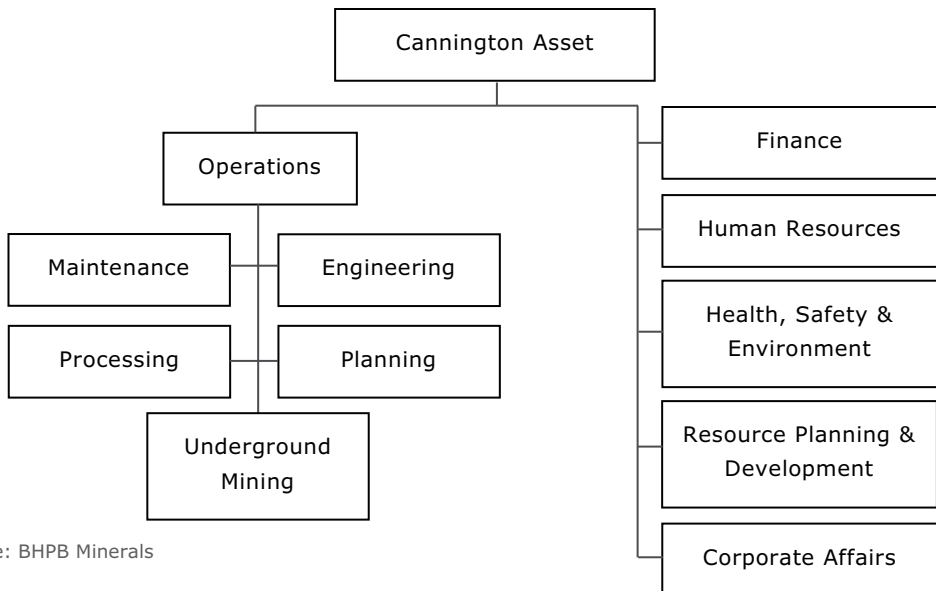 Cannington Asset
Operations
Maintenance
Engineering
Processing
Planning
Underground
Mining
Finance
Human Resources
Health, Safety &
Environment
Resource Planning &
Development
Corporate Affairs
: BHPB Minerals